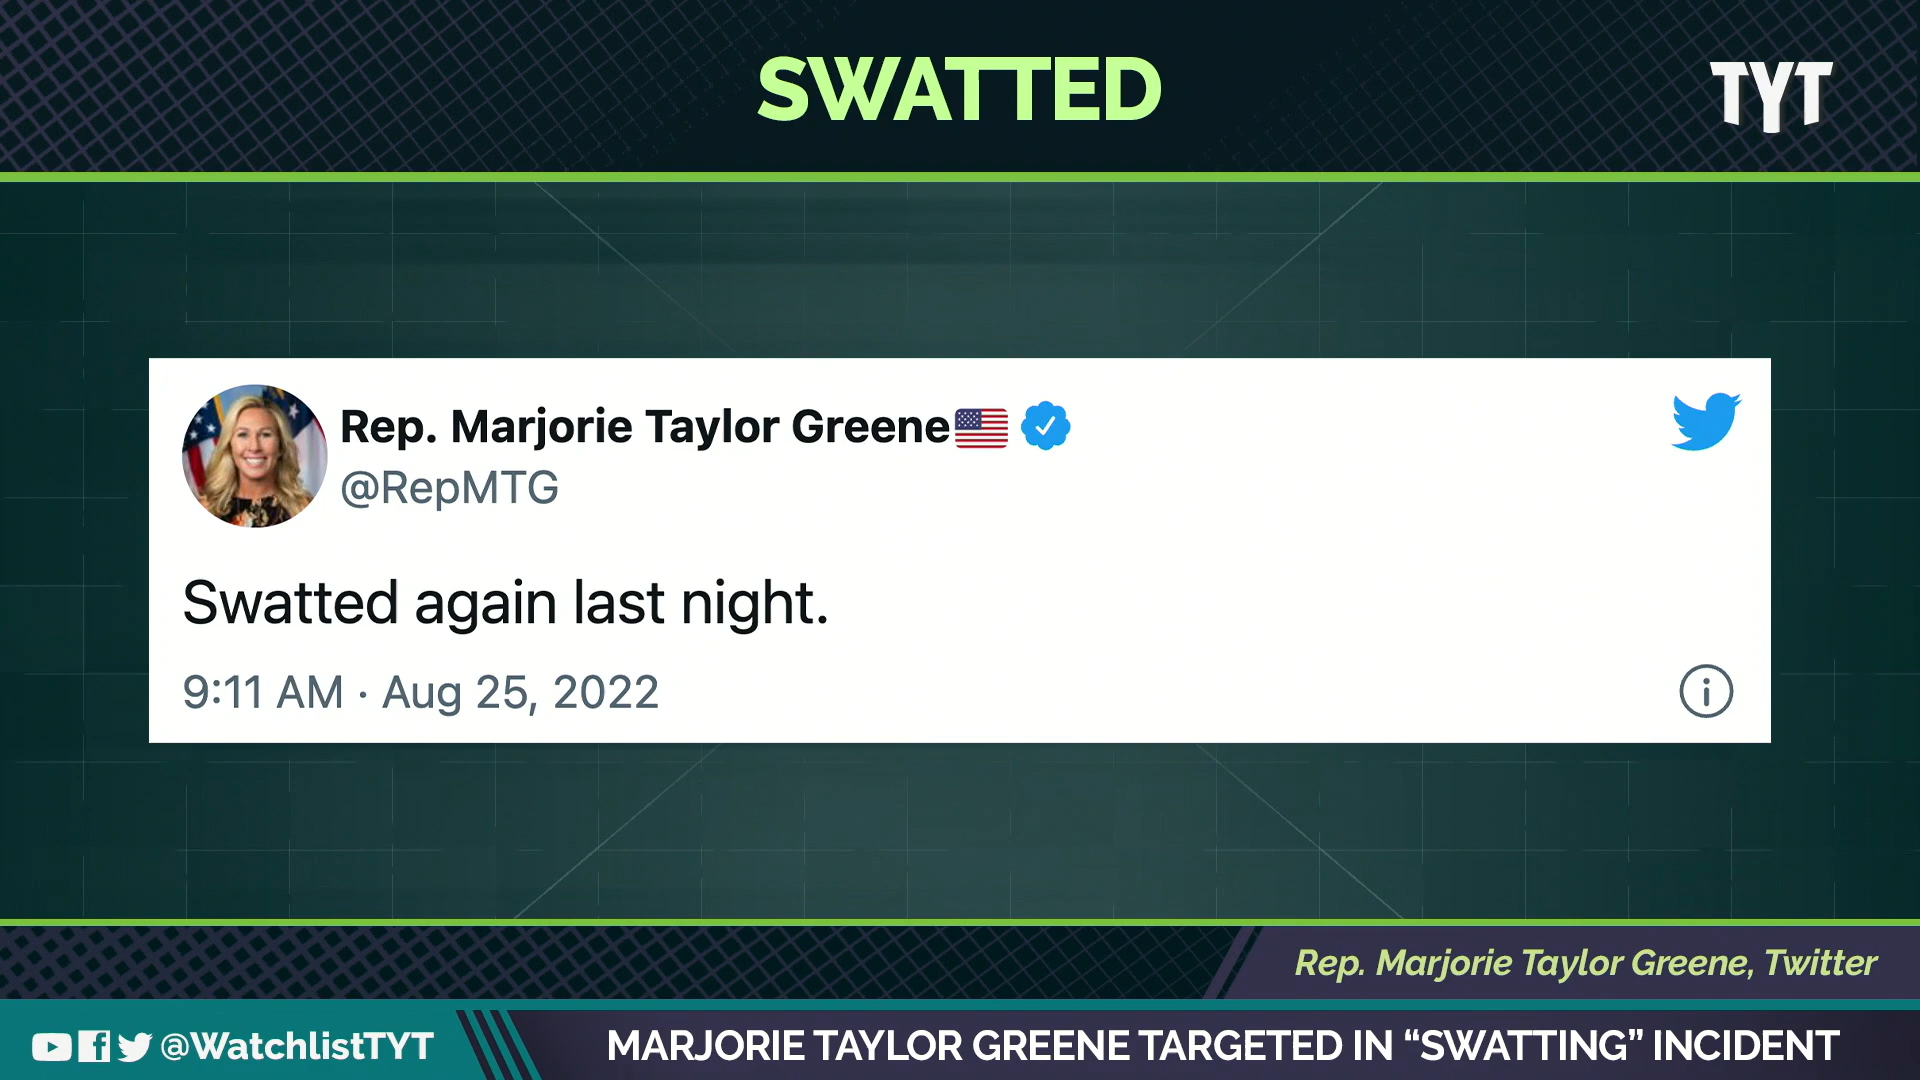 SWATTED
TYT
Rep. Marjorie Taylor Greene🇺🇸
@RepMTG
Swatted again last night.
9:11 AM · Aug 25, 2022
Rep. Marjorie Taylor Greene, Twitter
@WatchlistTYT
MARJORIE TAYLOR GREENE TARGETED IN “SWATTING” INCIDENT